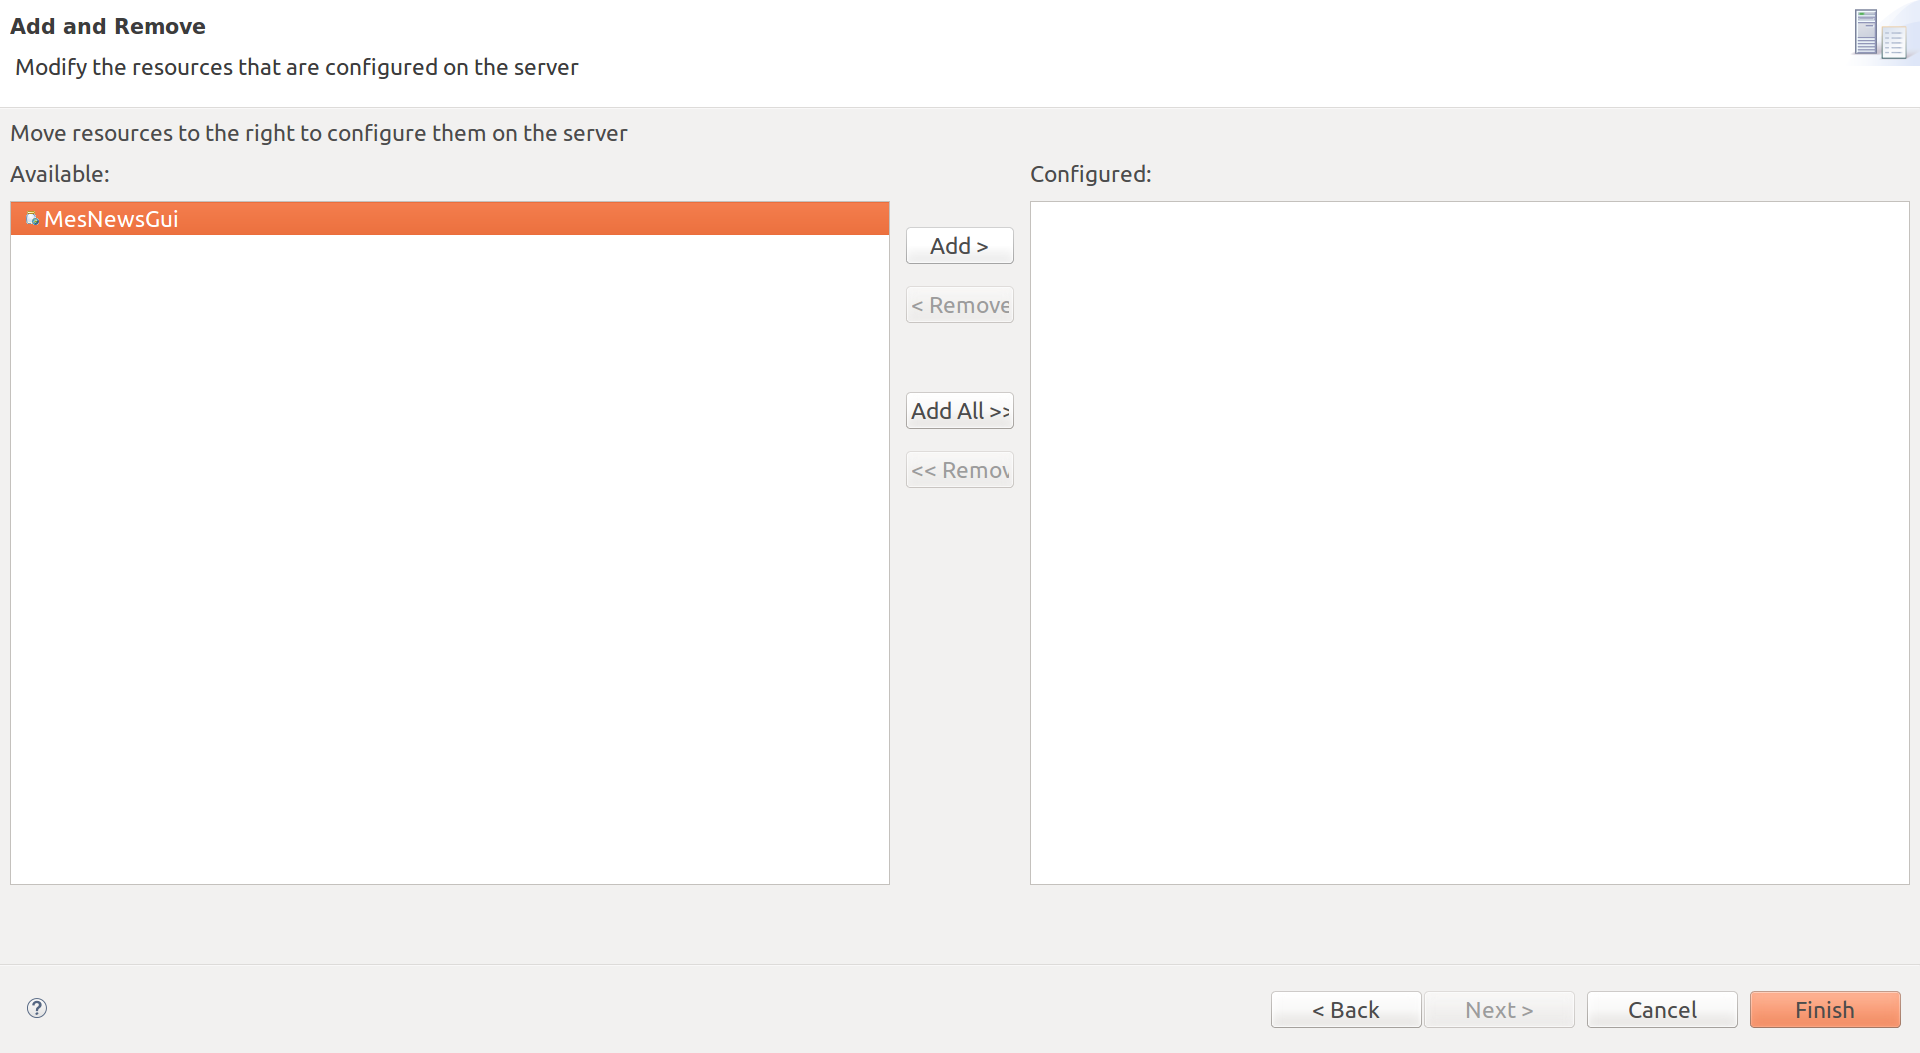 Add and Remove
Modify the resources that are configured on the server
Move resources to the right to configure them on the server
Available:
Configured:
MesNewsGui
Add >
< Remove
Add All >>
<< Remov
< Back
Next >
Cancel
Finish